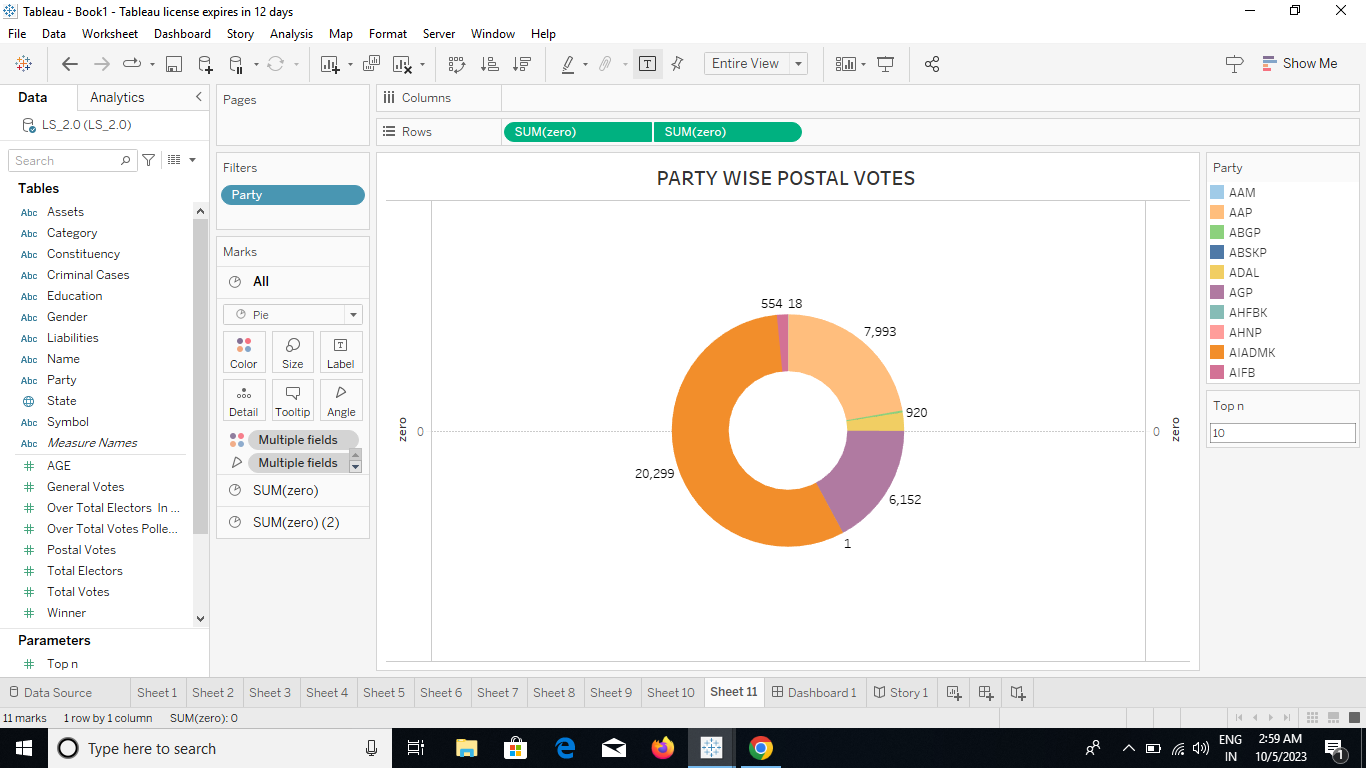 Tableau - Book1 - Tableau license expires in 12 days
File Data Worksheet Dashboard Story Analysis Map Format Server Window Help
Entire View
Show Me
Data Analytics
LS_2.0 (LS_2.0)
Search
Tables
Abc Assets
Abc Category
Abc Constituency
Abc Criminal Cases
Abc Education
Abc Gender
Abc Liabilities
Abc Name
Abc Party
State
Abc Symbol
Abc Measure Names
AGE
General Votes
Over Total Electors In ...
Over Total Votes Polle...
Postal Votes
Total Electors
Total Votes
Winner
Parameters
Top n
Pages
Filters
Party
Marks
All
Pie
Color Size Label
Detail Tooltip Angle
Multiple fields
Multiple fields
SUM(zero)
SUM(zero) (2)
Columns
Rows SUM(zero) SUM(zero)
PARTY WISE POSTAL VOTES
554 18
7,993
920
zero 0
0 zero
20,299
6,152
1
Party
AAM
AAP
ABGP
ABSKP
ADAL
AGP
AHFBK
AHNP
AIADMK
AIFB
Top n
10
Data Source Sheet 1 Sheet 2 Sheet 3 Sheet 4 Sheet 5 Sheet 6 Sheet 7 Sheet 8 Sheet 9 Sheet 10 Sheet 11 Dashboard 1 Story 1
11 marks 1 row by 1 column SUM(zero): 0
Type here to search
ENG
IN
2:59 AM
10/5/2023
1